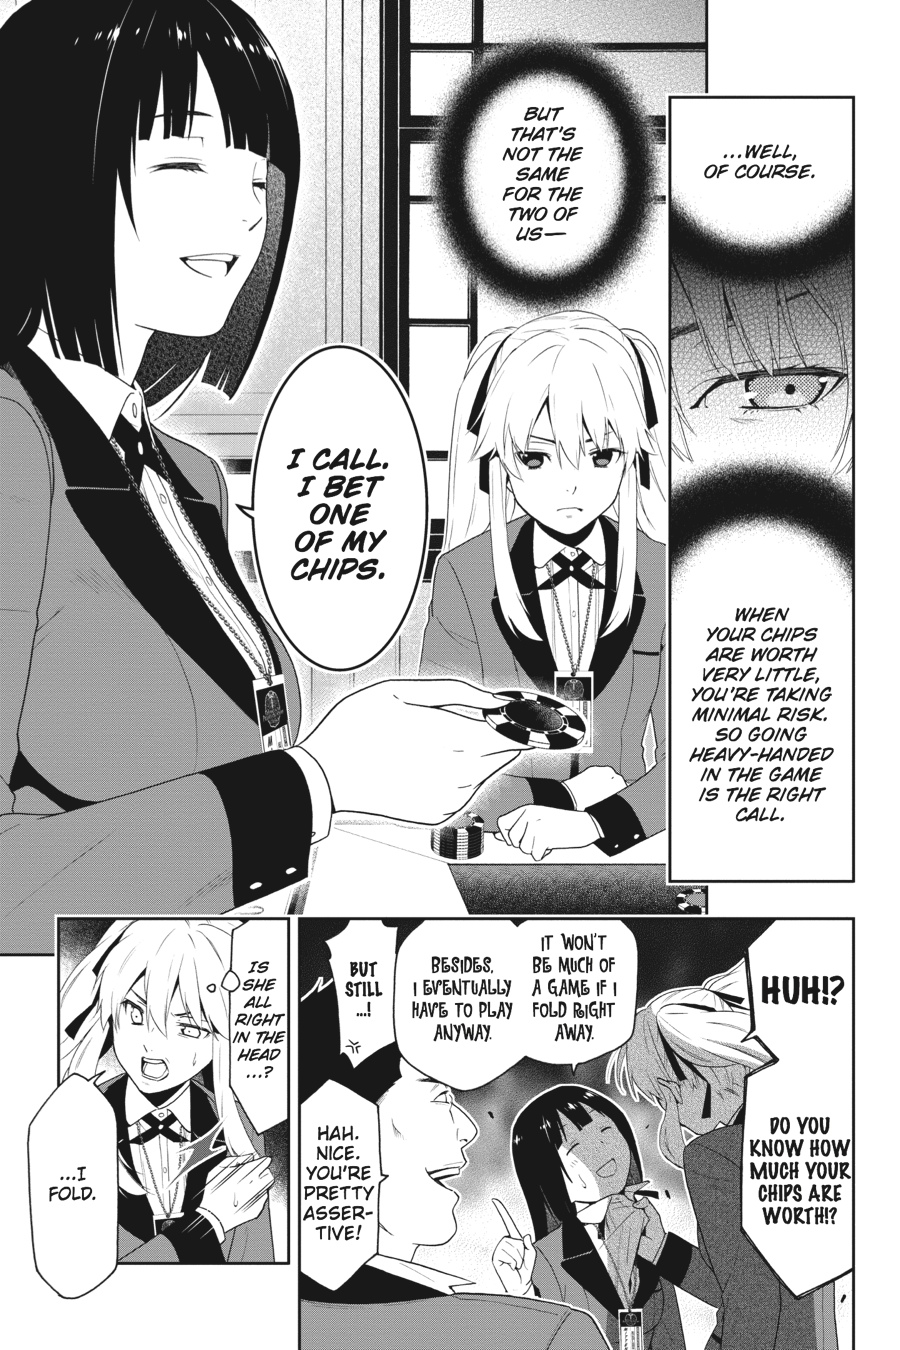 ...WELL,
OF COURSE.
WHEN
YOUR CHIPS
ARE WORTH
VERY LITTLE,
YOU'RE TAKING
MINIMAL RISK.
SO GOING
HEAVY-HANDED
IN THE GAME
IS THE RIGHT
CALL.
BUT
THAT'S
NOT THE
SAME
FOR THE
TWO OF
US—
I CALL.
I BET
ONE
OF MY
CHIPS.
HUH!?
DO YOU
KNOW HOW
MUCH YOUR
CHIPS ARE
WORTH!?
IT WON'T
BE MUCH OF
A GAME IF I
FOLD RIGHT
AWAY.
BESIDES,
I EVENTUALLY
HAVE TO PLAY
ANYWAY.
BUT
STILL
...!
HAH.
NICE.
YOU'RE
PRETTY
ASSER-
TIVE!
IS
SHE
ALL
RIGHT
IN THE
HEAD
...?
...I
FOLD.